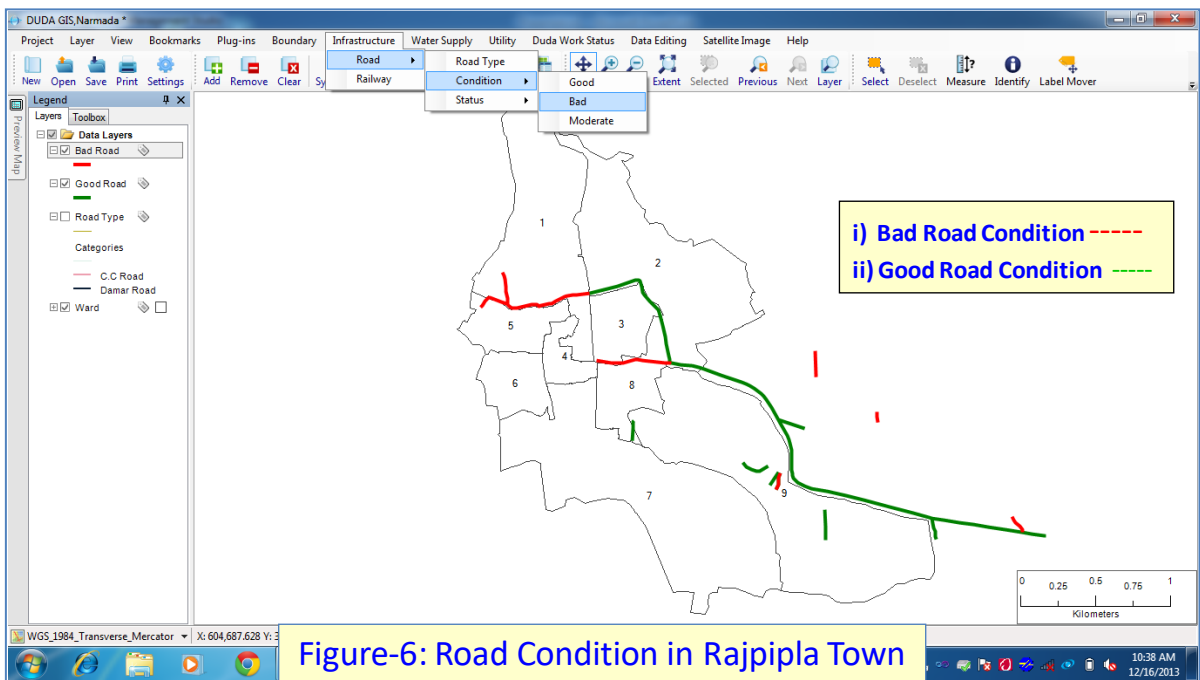 DUDA GIS,Narmada *
Project Layer View Bookmarks Plug-ins Boundary Infrastructure Water Supply Utility Duda Work Status Data Editing Satellite Image Help
New Open Save Print Settings Add Remove Clear Sy Extent Selected Previous Next Layer Select Deselect Measure Identify Label Mover
Road
Railway
Road Type
Condition
Status
Good
Bad
Moderate
Preview Map
Legend
Layers Toolbox
Data Layers
Bad Road
Good Road
Road Type
Categories
C.C Road
Damar Road
Ward
1
2
3
4
5
6
7
8
9
i) Bad Road Condition -----
ii) Good Road Condition -----
0 0.25 0.5 0.75 1
Kilometers
WGS_1984_Transverse_Mercator X: 604,687.628 Y: 
Figure-6: Road Condition in Rajpipla Town
10:38 AM
12/16/2013